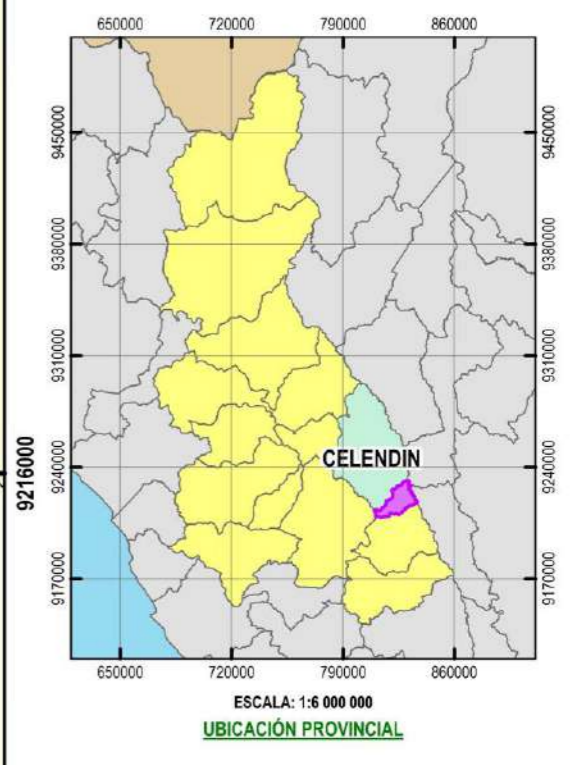 650000 720000 790000 860000
9450000 9450000
9380000 9380000
9310000 9310000
9216000
9240000 CELENDIN 9240000
9170000 9170000
650000 720000 790000 860000
ESCALA: 1:6 000 000
UBICACIÓN PROVINCIAL